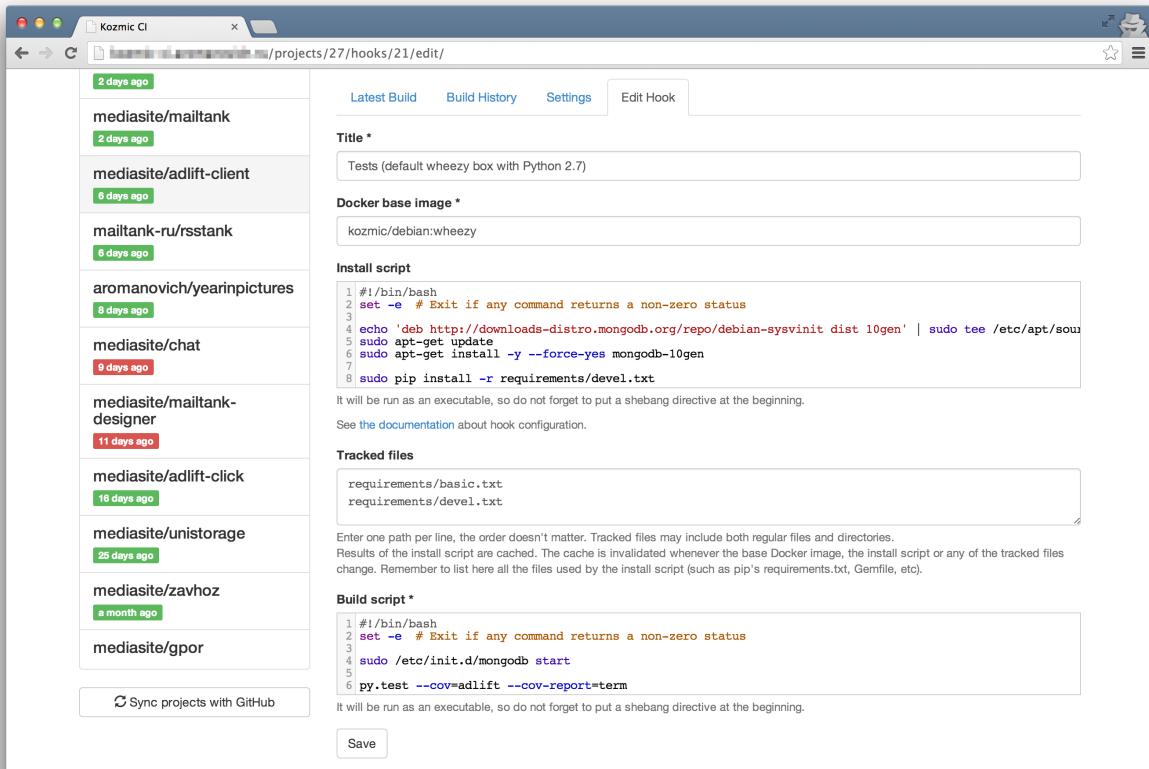 Kozmic CI
/projects/27/hooks/21/edit/
2 days ago
mediasite/mailtank
2 days ago
mediasite/adlift-client
6 days ago
mailtank-ru/rsstank
6 days ago
aromanovich/yearinpictures
8 days ago
mediasite/chat
9 days ago
mediasite/mailtank-
designer
11 days ago
mediasite/adlift-click
16 days ago
mediasite/unistorage
25 days ago
mediasite/zavhoz
a month ago
mediasite/gpor
Sync projects with GitHub
Latest Build Build History Settings Edit Hook
Title *
Tests (default wheezy box with Python 2.7)
Docker base image *
kozmic/debian:wheezy
Install script
1 #!/bin/bash
2 set -e  # Exit if any command returns a non-zero status
3
4 echo 'deb http://downloads-distro.mongodb.org/repo/debian-sysvinit dist 10gen' | sudo tee /etc/apt/sour
5 sudo apt-get update
6 sudo apt-get install -y --force-yes mongodb-10gen
7
8 sudo pip install -r requirements/devel.txt
It will be run as an executable, so do not forget to put a shebang directive at the beginning.
See the documentation about hook configuration.
Tracked files
requirements/basic.txt
requirements/devel.txt
Enter one path per line, the order doesn't matter. Tracked files may include both regular files and directories.
Results of the install script are cached. The cache is invalidated whenever the base Docker image, the install script or any of the tracked files
change. Remember to list here all the files used by the install script (such as pip's requirements.txt, Gemfile, etc).
Build script *
1 #!/bin/bash
2 set -e  # Exit if any command returns a non-zero status
3
4 sudo /etc/init.d/mongodb start
5
6 py.test --cov=adlift --cov-report=term
It will be run as an executable, so do not forget to put a shebang directive at the beginning.
Save